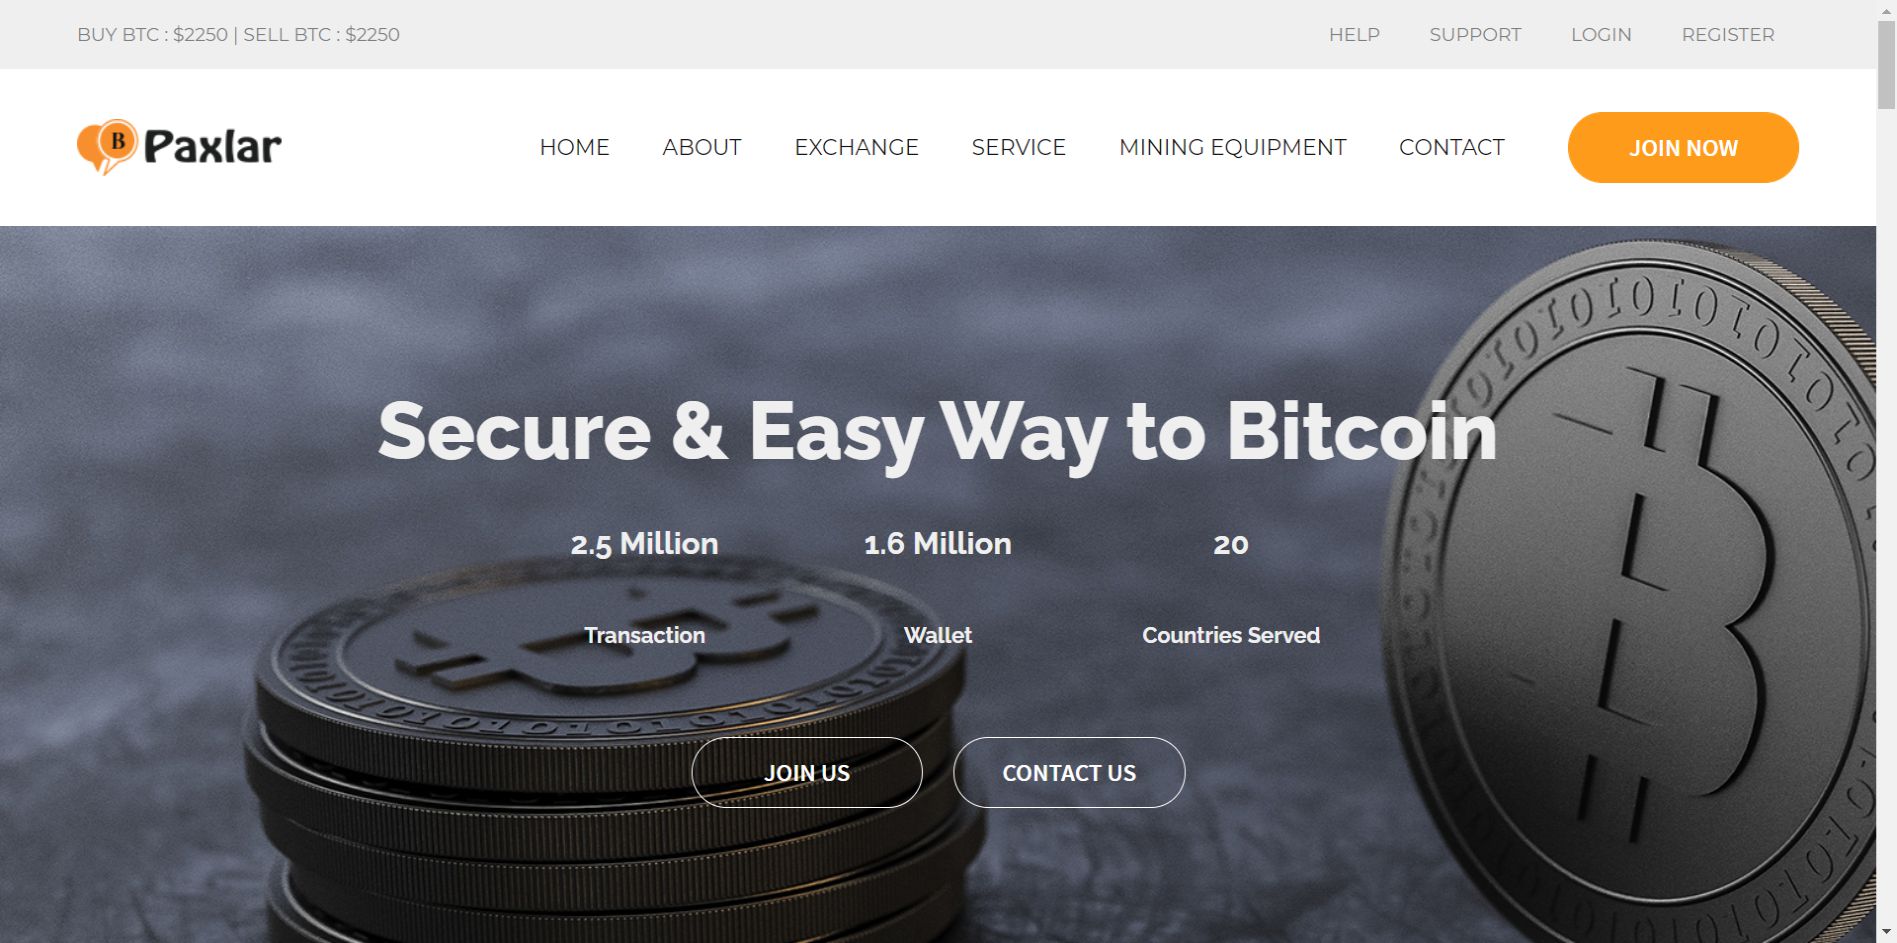 BUY BTC : $2250 | SELL BTC : $2250 HELP SUPPORT LOGIN REGISTER
B Paxlar HOME ABOUT EXCHANGE SERVICE MINING EQUIPMENT CONTACT JOIN NOW
Secure & Easy Way to Bitcoin
2.5 Million 1.6 Million 20
Transaction Wallet Countries Served
JOIN US CONTACT US